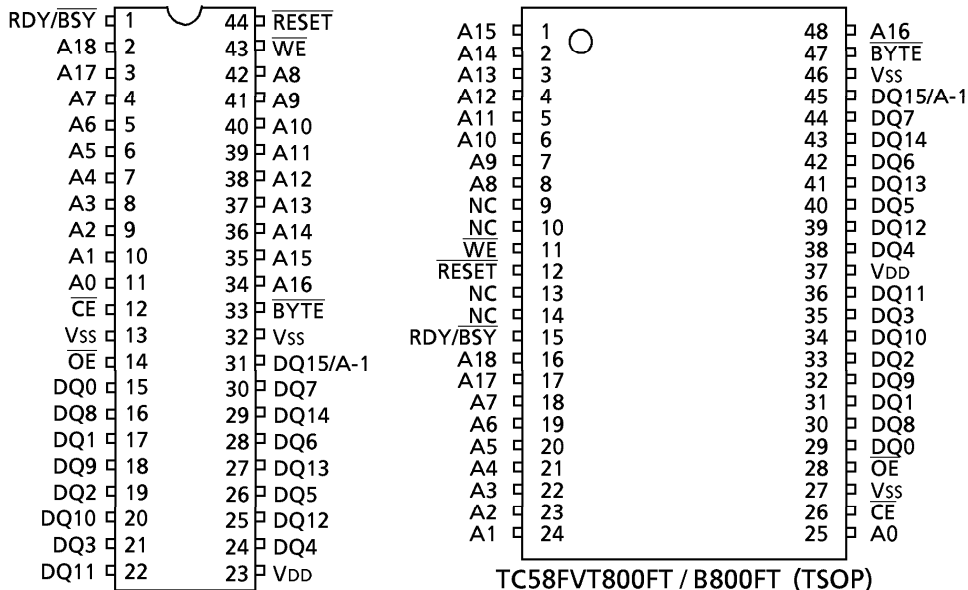 RDY/BSY 1 44 RESET
A18 2 43 WE
A17 3 42 A8
A7 4 41 A9
A6 5 40 A10
A5 6 39 A11
A4 7 38 A12
A3 8 37 A13
A2 9 36 A14
A1 10 35 A15
A0 11 34 A16
CE 12 33 BYTE
VSS 13 32 VSS
OE 14 31 DQ15/A-1
DQ0 15 30 DQ7
DQ8 16 29 DQ14
DQ1 17 28 DQ6
DQ9 18 27 DQ13
DQ2 19 26 DQ5
DQ10 20 25 DQ12
DQ3 21 24 DQ4
DQ11 22 23 VDD
A15 1 48 A16
A14 2 47 BYTE
A13 3 46 VSS
A12 4 45 DQ15/A-1
A11 5 44 DQ7
A10 6 43 DQ14
A9 7 42 DQ6
A8 8 41 DQ13
NC 9 40 DQ5
NC 10 39 DQ12
WE 11 38 DQ4
RESET 12 37 VDD
NC 13 36 DQ11
NC 14 35 DQ3
RDY/BSY 15 34 DQ10
A18 16 33 DQ2
A17 17 32 DQ9
A7 18 31 DQ1
A6 19 30 DQ8
A5 20 29 DQ0
A4 21 28 OE
A3 22 27 VSS
A2 23 26 CE
A1 24 25 A0
TC58FVT800FT / B800FT (TSOP)